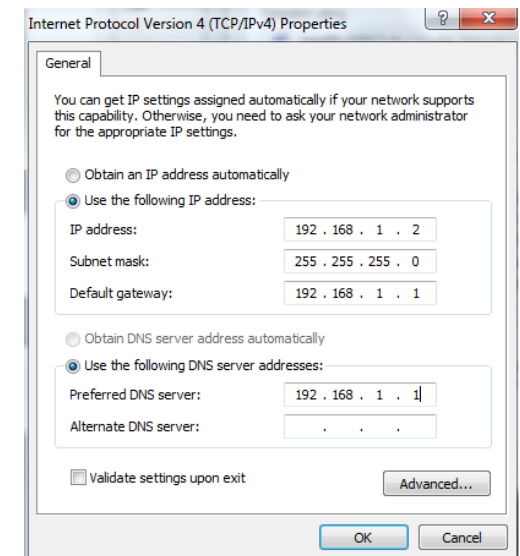 Internet Protocol Version 4 (TCP/IPv4) Properties
General
You can get IP settings assigned automatically if your network supports
this capability. Otherwise, you need to ask your network administrator
for the appropriate IP settings.
Obtain an IP address automatically
Use the following IP address:
IP address: 192 . 168 . 1 . 2
Subnet mask: 255 . 255 . 255 . 0
Default gateway: 192 . 168 . 1 . 1
Obtain DNS server address automatically
Use the following DNS server addresses:
Preferred DNS server: 192 . 168 . 1 . 1
Alternate DNS server: . . .
Validate settings upon exit
Advanced...
OK Cancel